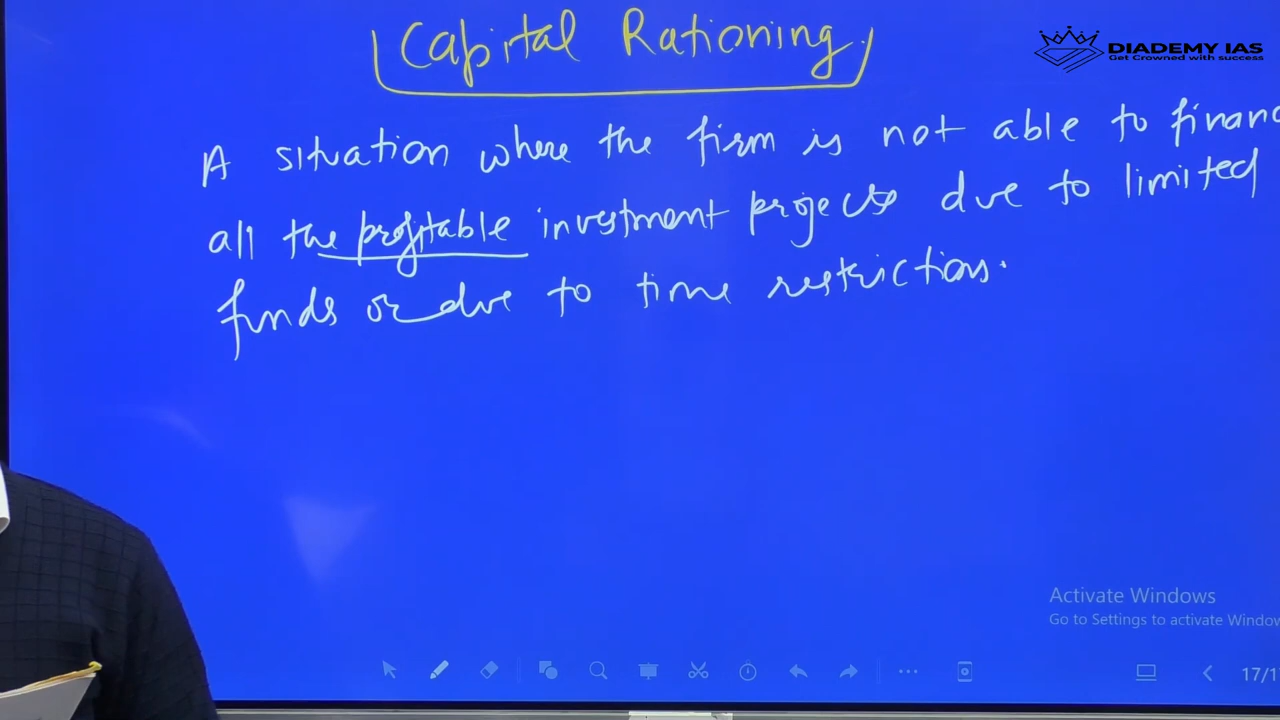 Capital Rationing
DIADEMY IAS
Get Crowned with success
A situation where the firm is not able to financ
all the profitable investment projects due to limited
funds or due to time restrictions.
Activate Windows
Go to Settings to activate Window
17/1